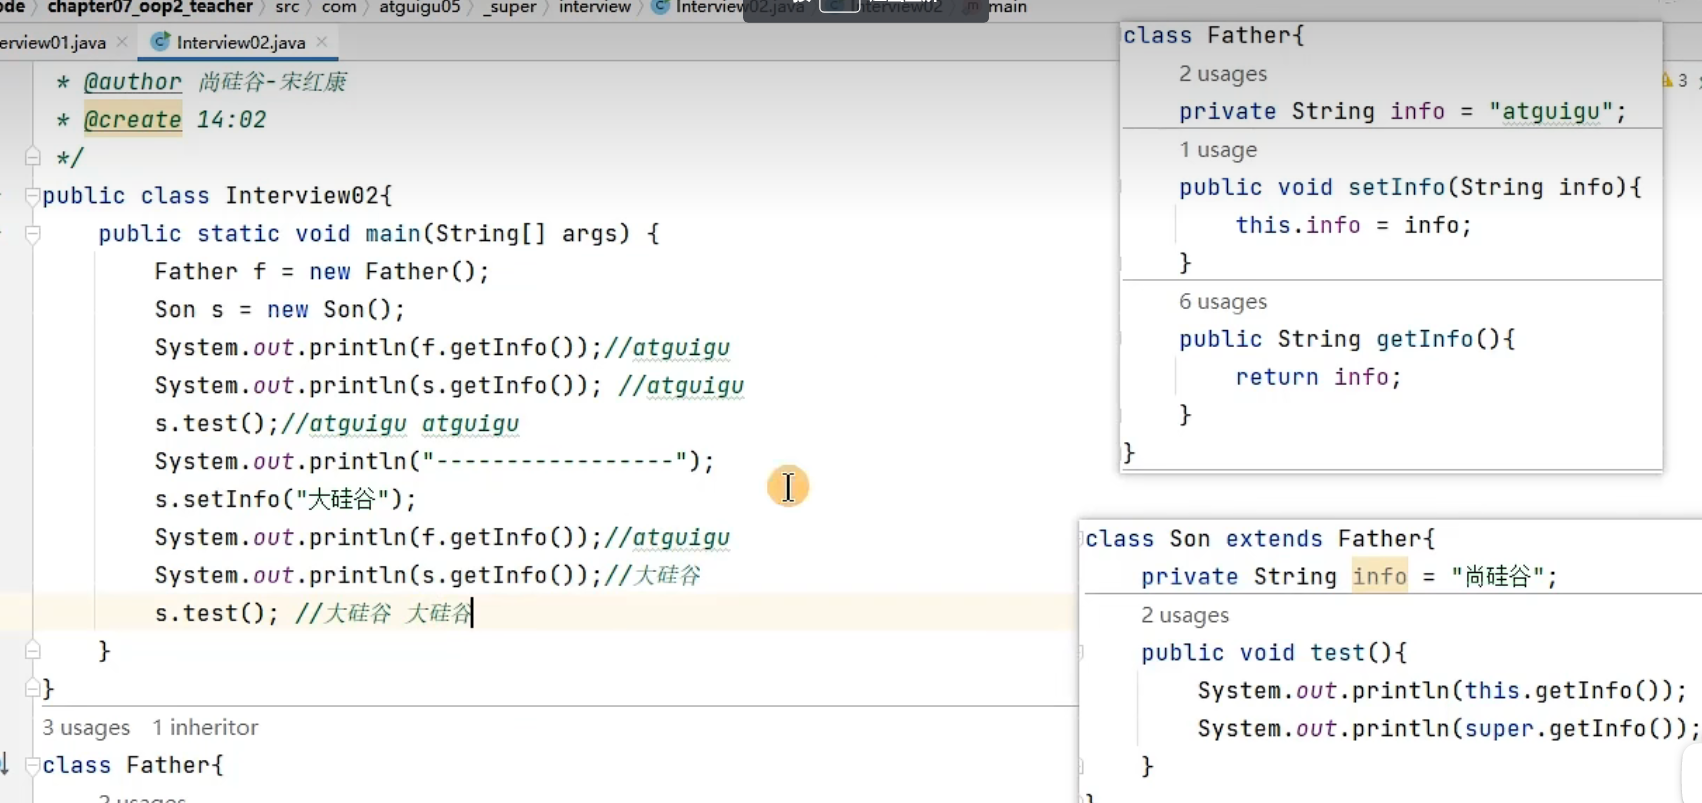 ode > chapter07_oop2_teacher > src > com > atguigu05 > _super > interview > Interview02.java Interview02 main
erview01.java × Interview02.java ×
* @author 尚硅谷-宋红康
* @create 14:02
*/
public class Interview02{
public static void main(String[] args) {
Father f = new Father();
Son s = new Son();
System.out.println(f.getInfo());//atguigu
System.out.println(s.getInfo()); //atguigu
s.test();//atguigu atguigu
System.out.println("-----------------");
s.setInfo("大硅谷");
System.out.println(f.getInfo());//atguigu
System.out.println(s.getInfo());//大硅谷
s.test(); //大硅谷 大硅谷
}
}
3 usages 1 inheritor
class Father{
2 usages
class Father{
2 usages
private String info = "atguigu";
1 usage
public void setInfo(String info){
this.info = info;
}
6 usages
public String getInfo(){
return info;
}
}
3
class Son extends Father{
private String info = "尚硅谷";
2 usages
public void test(){
System.out.println(this.getInfo());
System.out.println(super.getInfo());
}
}